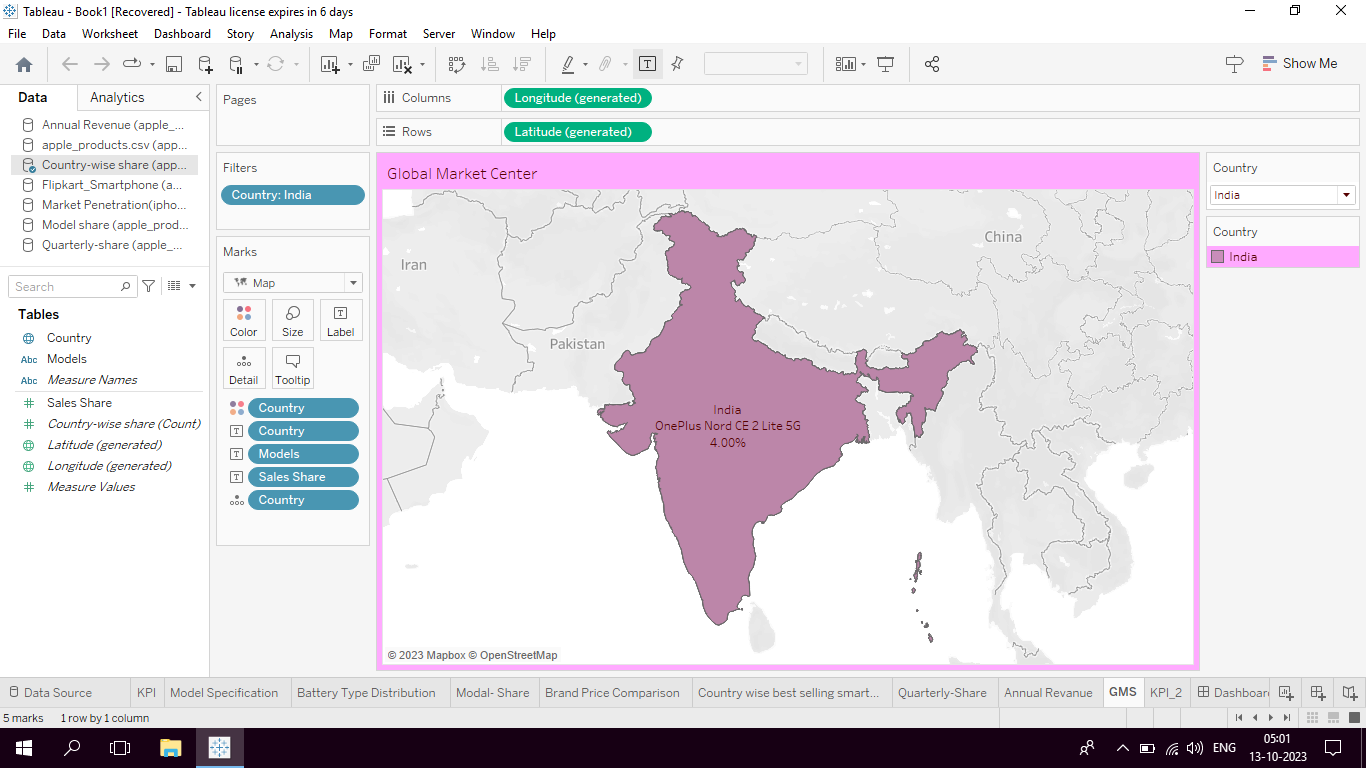 Tableau - Book1 [Recovered] - Tableau license expires in 6 days
File Data Worksheet Dashboard Story Analysis Map Format Server Window Help
Show Me
Data Analytics
Annual Revenue (apple_...
apple_products.csv (app...
Country-wise share (app...
Flipkart_Smartphone (a...
Market Penetration(ipho...
Model share (apple_prod...
Quarterly-share (apple_...
Search
Tables
Country
Abc Models
Abc Measure Names
Sales Share
Country-wise share (Count)
Latitude (generated)
Longitude (generated)
Measure Values
Pages
Filters
Country: India
Marks
Map
Color Size Label
Detail Tooltip
Country
Country
Models
Sales Share
Country
Columns Longitude (generated)
Rows Latitude (generated)
Global Market Center
China
Iran
Pakistan
India
OnePlus Nord CE 2 Lite 5G
4.00%
© 2023 Mapbox © OpenStreetMap
Country
India
Country
India
Data Source KPI Model Specification Battery Type Distribution Modal- Share Brand Price Comparison Country wise best selling smart... Quarterly-Share Annual Revanue GMS KPI_2 Dashboar
5 marks 1 row by 1 column
ENG 05:01
13-10-2023